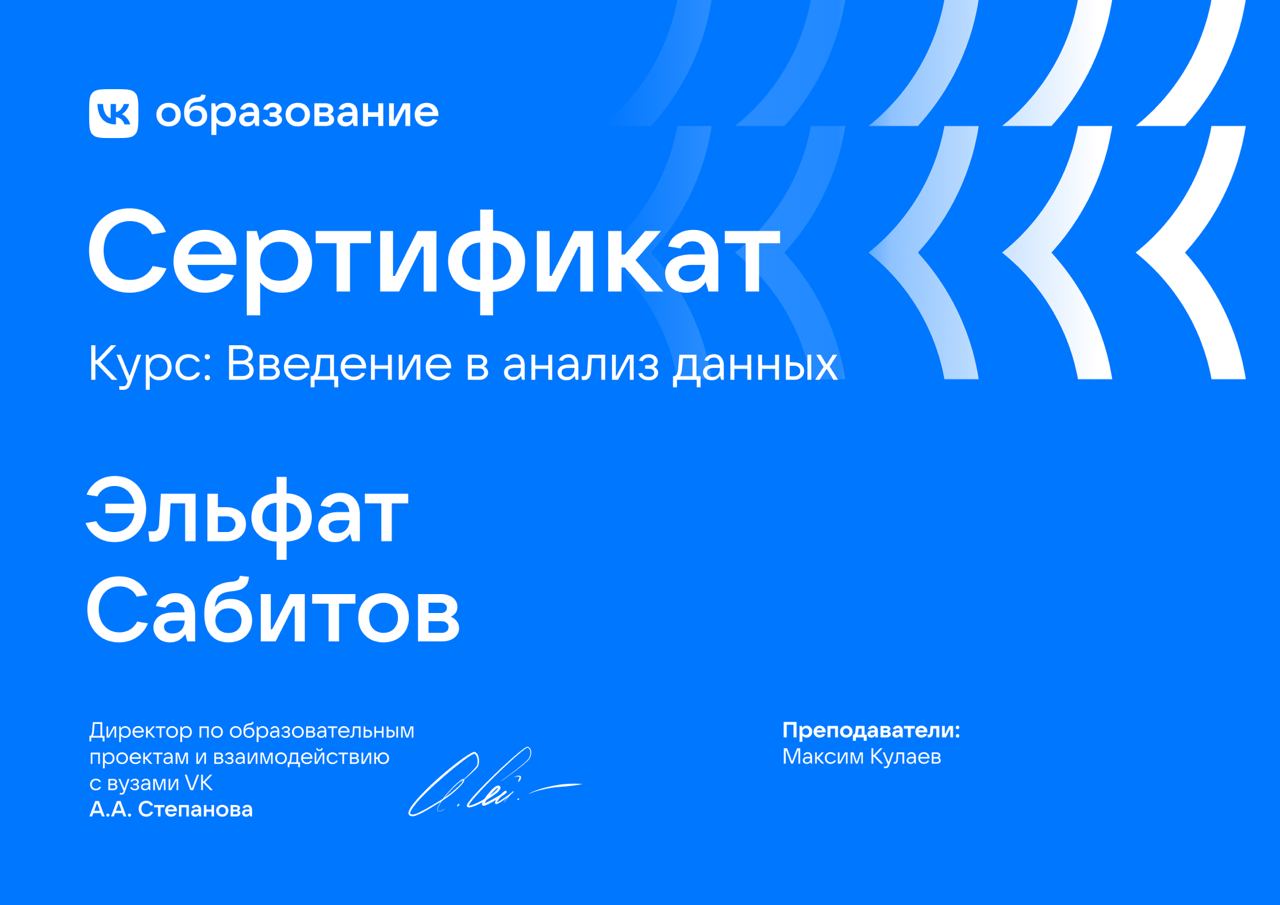 VK образование
Сертификат
Курс: Введение в анализ данных
Эльфат
Сабитов
Директор по образовательным
проектам и взаимодействию
с вузами VK
А.А. Степанова
Преподаватели:
Максим Кулаев